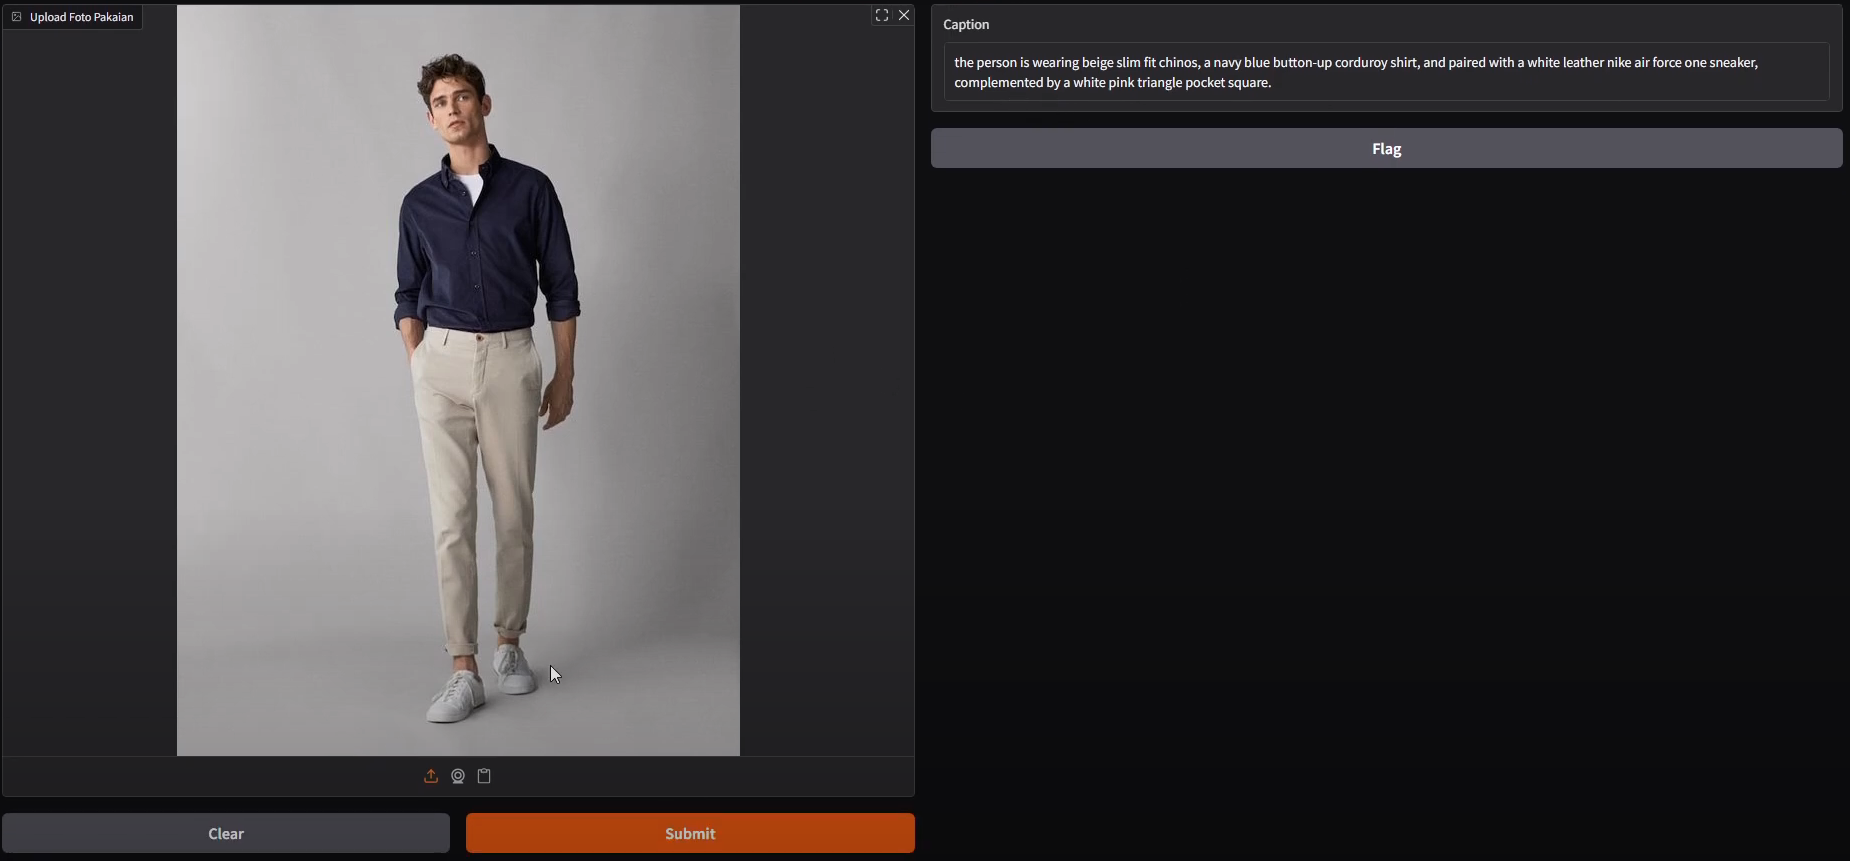 Upload Foto Pakaian
Caption
the person is wearing beige slim fit chinos, a navy blue button-up corduroy shirt, and paired with a white leather nike air force one sneaker,
complemented by a white pink triangle pocket square.
Flag
Clear
Submit